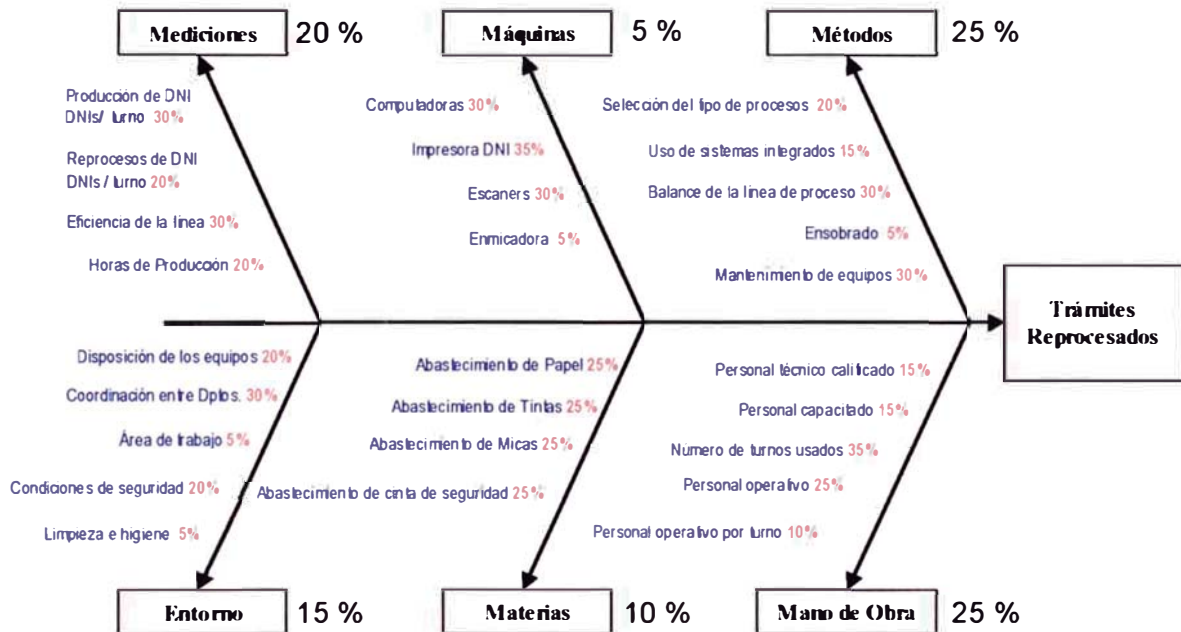 Mediciones 20 %
Máquinas 5 %
Métodos 25 %
Producción de DNI
DNIs/ turno 30%
Reprocesos de DNI
DNIs / turno 20%
Eficiencia de la línea 30%
Horas de Producción 20%
Computadoras 30%
Impresora DNI 35%
Escaners 30%
Enmicadora 5%
Selección del tipo de procesos 20%
Uso de sistemas integrados 15%
Balance de la línea de proceso 30%
Ensobrado 5%
Mantenimiento de equipos 30%
Trámites
Reprocesados
Disposición de los equipos 20%
Coordinación entre Dptos. 30%
Área de trabajo 5%
Condiciones de seguridad 20%
Limpieza e higiene 5%
Abastecimiento de Papel 25%
Abastecimiento de Tintas 25%
Abastecimiento de Micas 25%
Abastecimiento de cinta de seguridad 25%
Personal técnico calificado 15%
Personal capacitado 15%
Número de turnos usados 35%
Personal operativo 25%
Personal operativo por turno 10%
Entorno 15 %
Materias 10 %
Mano de Obra 25 %